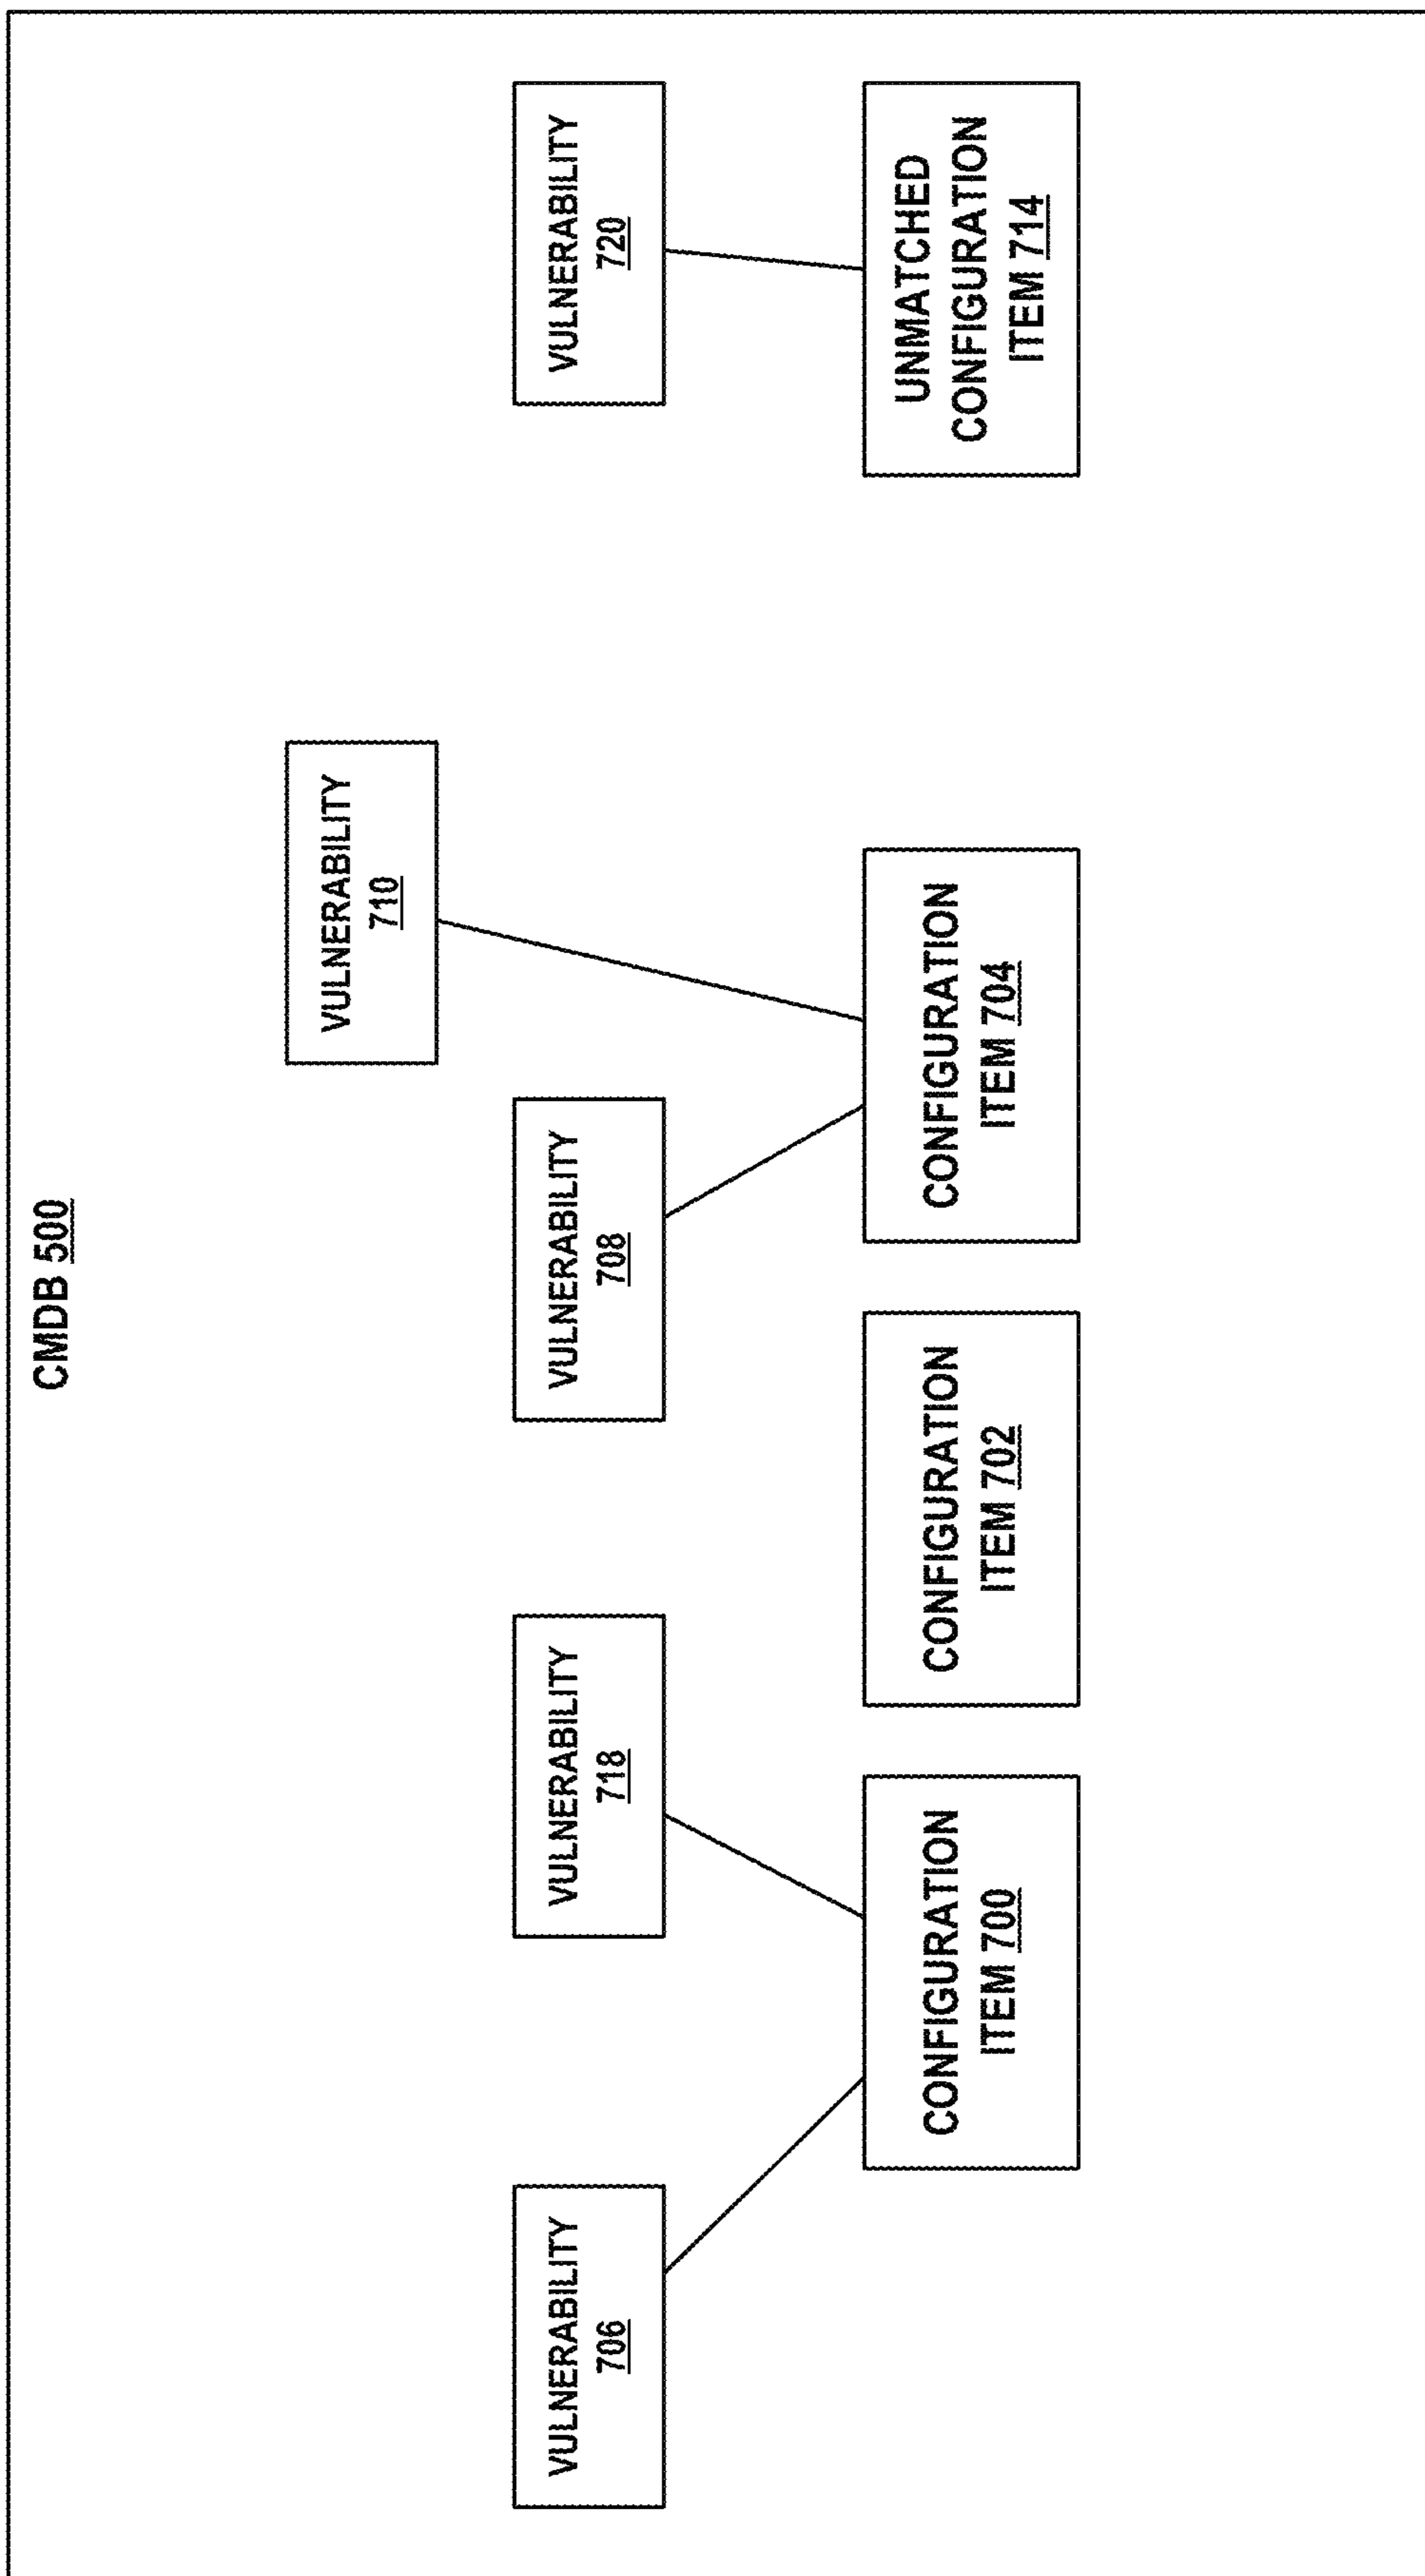 CMDB 500
VULNERABILITY
710
VULNERABILITY
706
VULNERABILITY
718
VULNERABILITY
708
VULNERABILITY
720
CONFIGURATION
ITEM 700
CONFIGURATION
ITEM 702
CONFIGURATION
ITEM 704
UNMATCHED
CONFIGURATION
ITEM 714